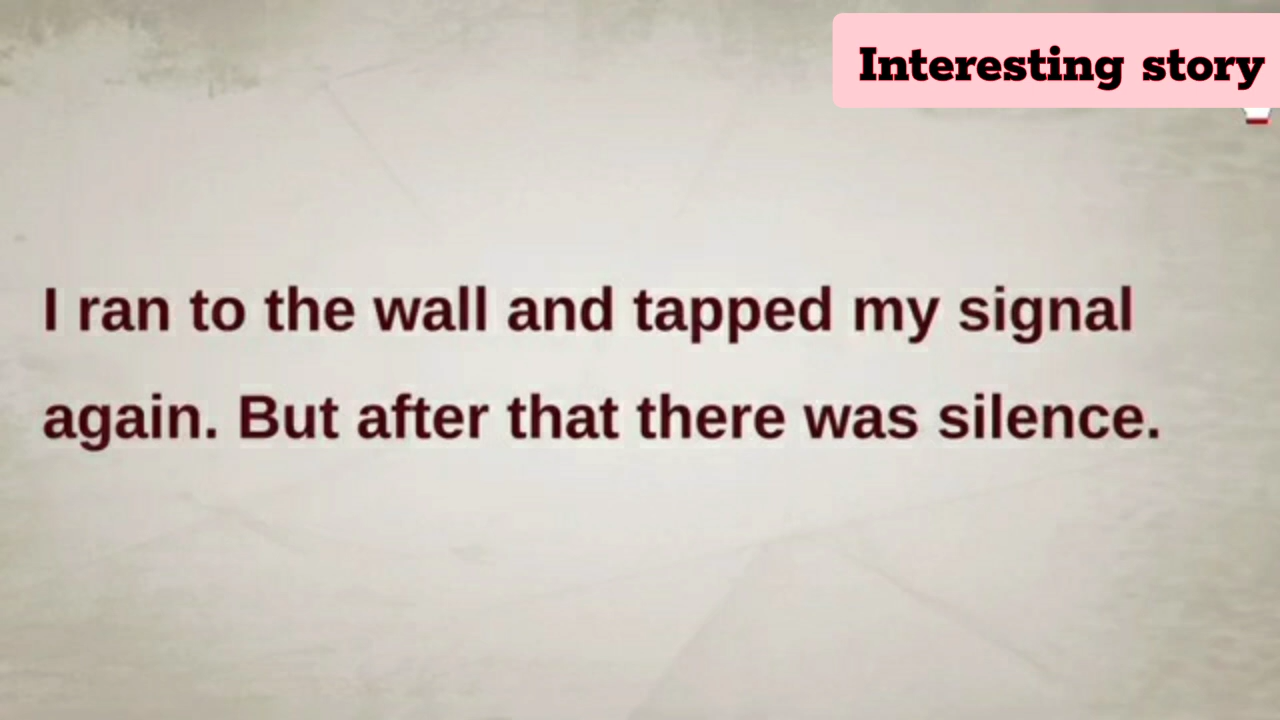 Interesting story
I ran to the wall and tapped my signal
again. But after that there was silence.